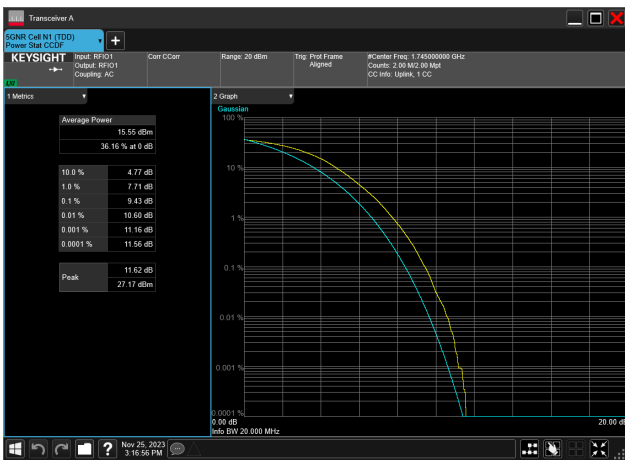 Transceiver A
5GNR Cell N1 (TDD)
Power Stat CCDF
KEYSIGHT
Input: RFIO1
Output: RFIO1
Coupling: AC
Corr CCorr
Range: 20 dBm
Trig: Prot Frame
Aligned
#Center Freq: 1.745000000 GHz
Counts: 2.00 M/2.00 Mpt
CC Info: Uplink, 1 CC
1 Metrics
Average Power
15.55 dBm
36.16 % at 0 dB
10.0 % 4.77 dB
1.0 % 7.71 dB
0.1 % 9.43 dB
0.01 % 10.60 dB
0.001 % 11.16 dB
0.0001 % 11.56 dB
Peak 11.62 dB
27.17 dBm
2 Graph
Gaussian
100 %
10 %
1 %
0.1 %
0.01 %
0.001 %
0.0001 %
0.00 dB 20.00 dB
Info BW 20.000 MHz
Nov 25, 2023
3:16:56 PM